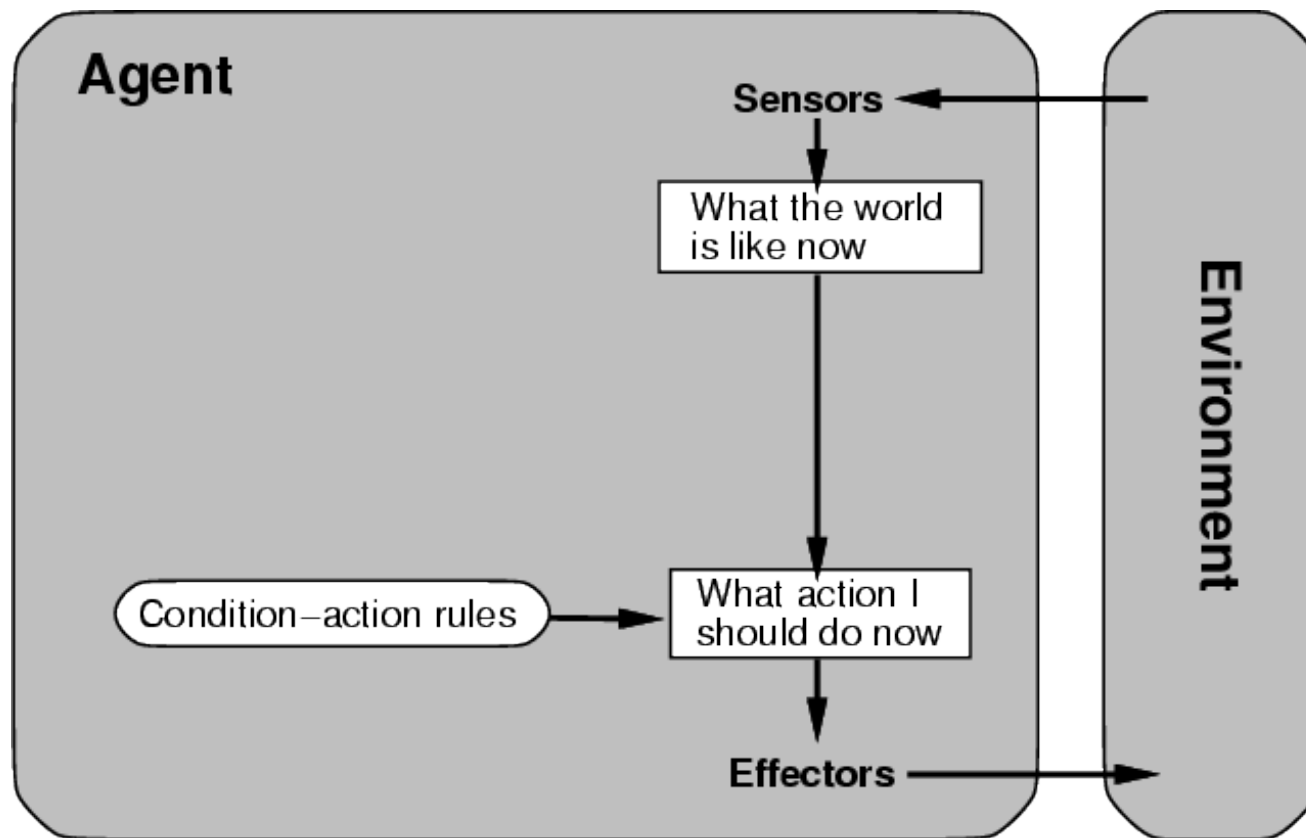 Agent
Sensors
What the world
is like now
Environment
Condition−action rules
What action I
should do now
Effectors